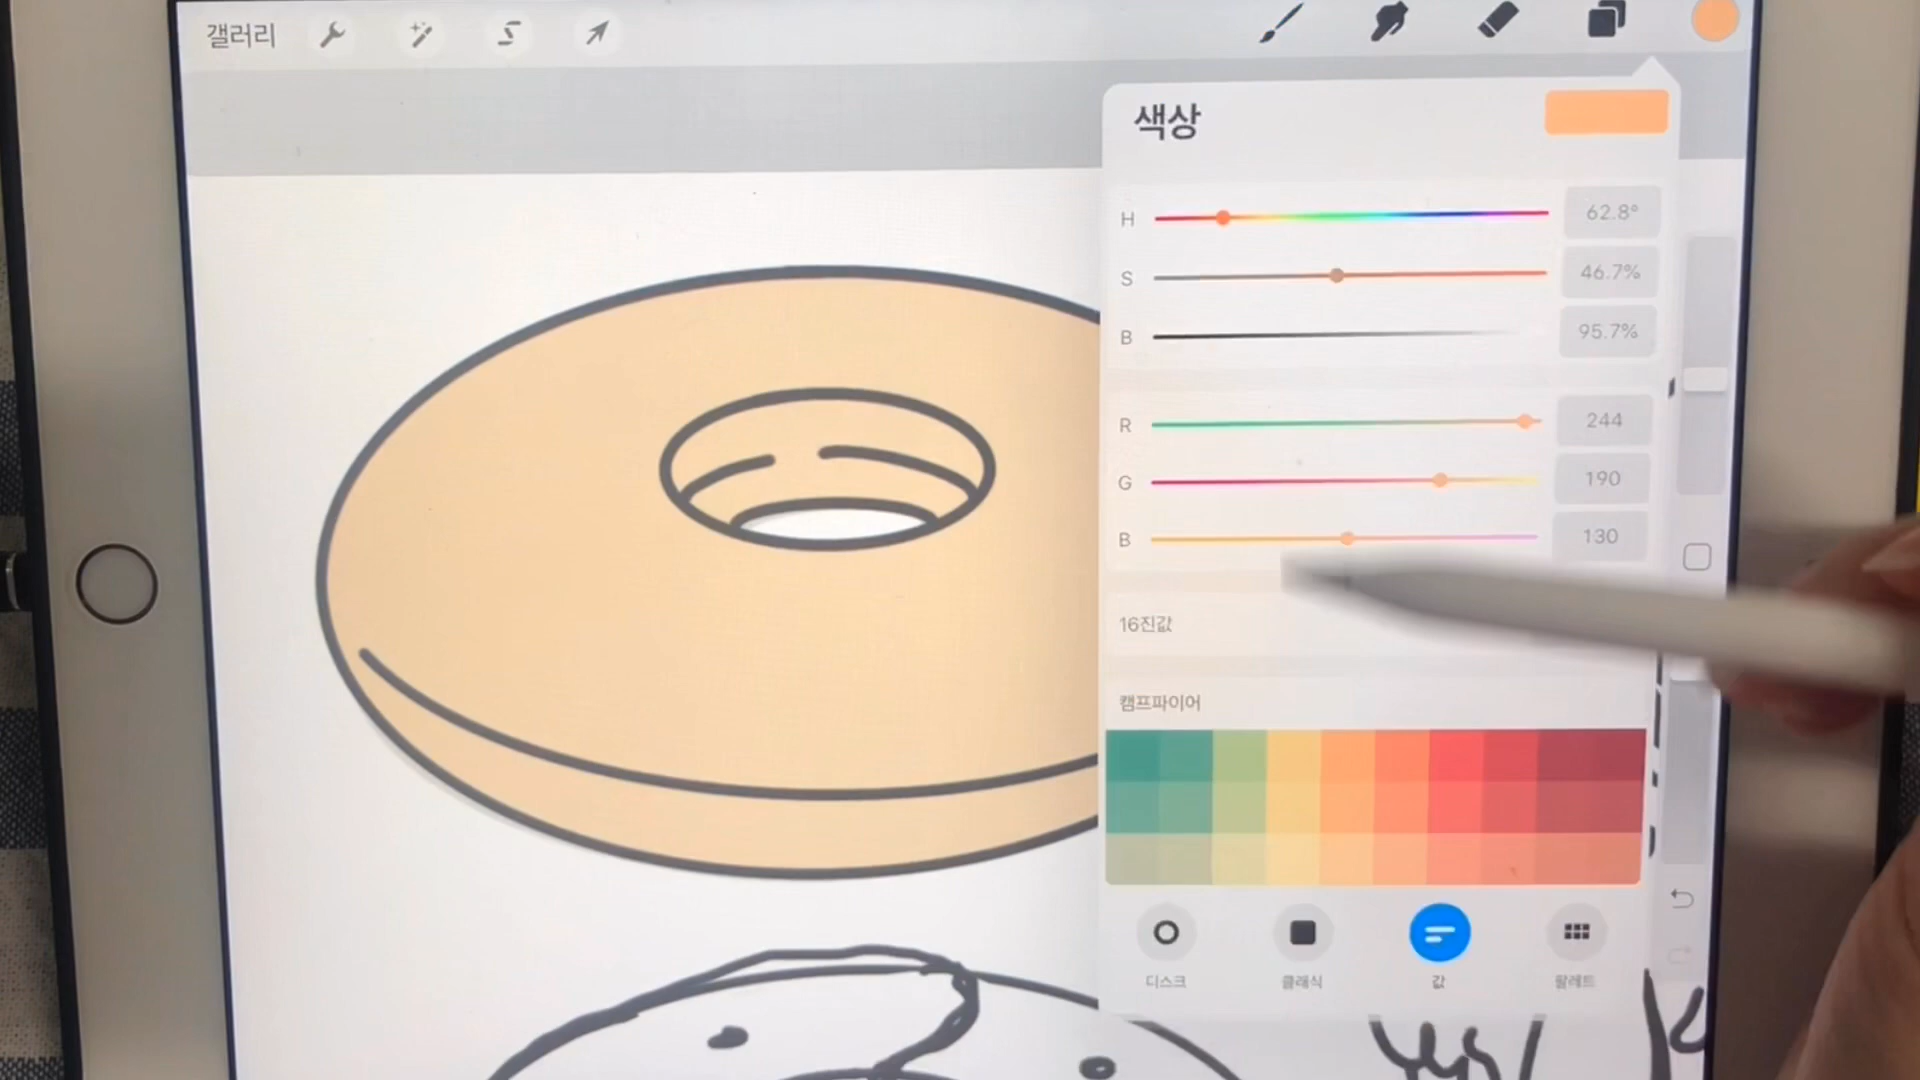 갤러리
색상
H 62.8°
S 46.7%
B 95.7%
R 244
G 190
B 130
16진값
캠프파이어
디스크 클래식 값 팔레트